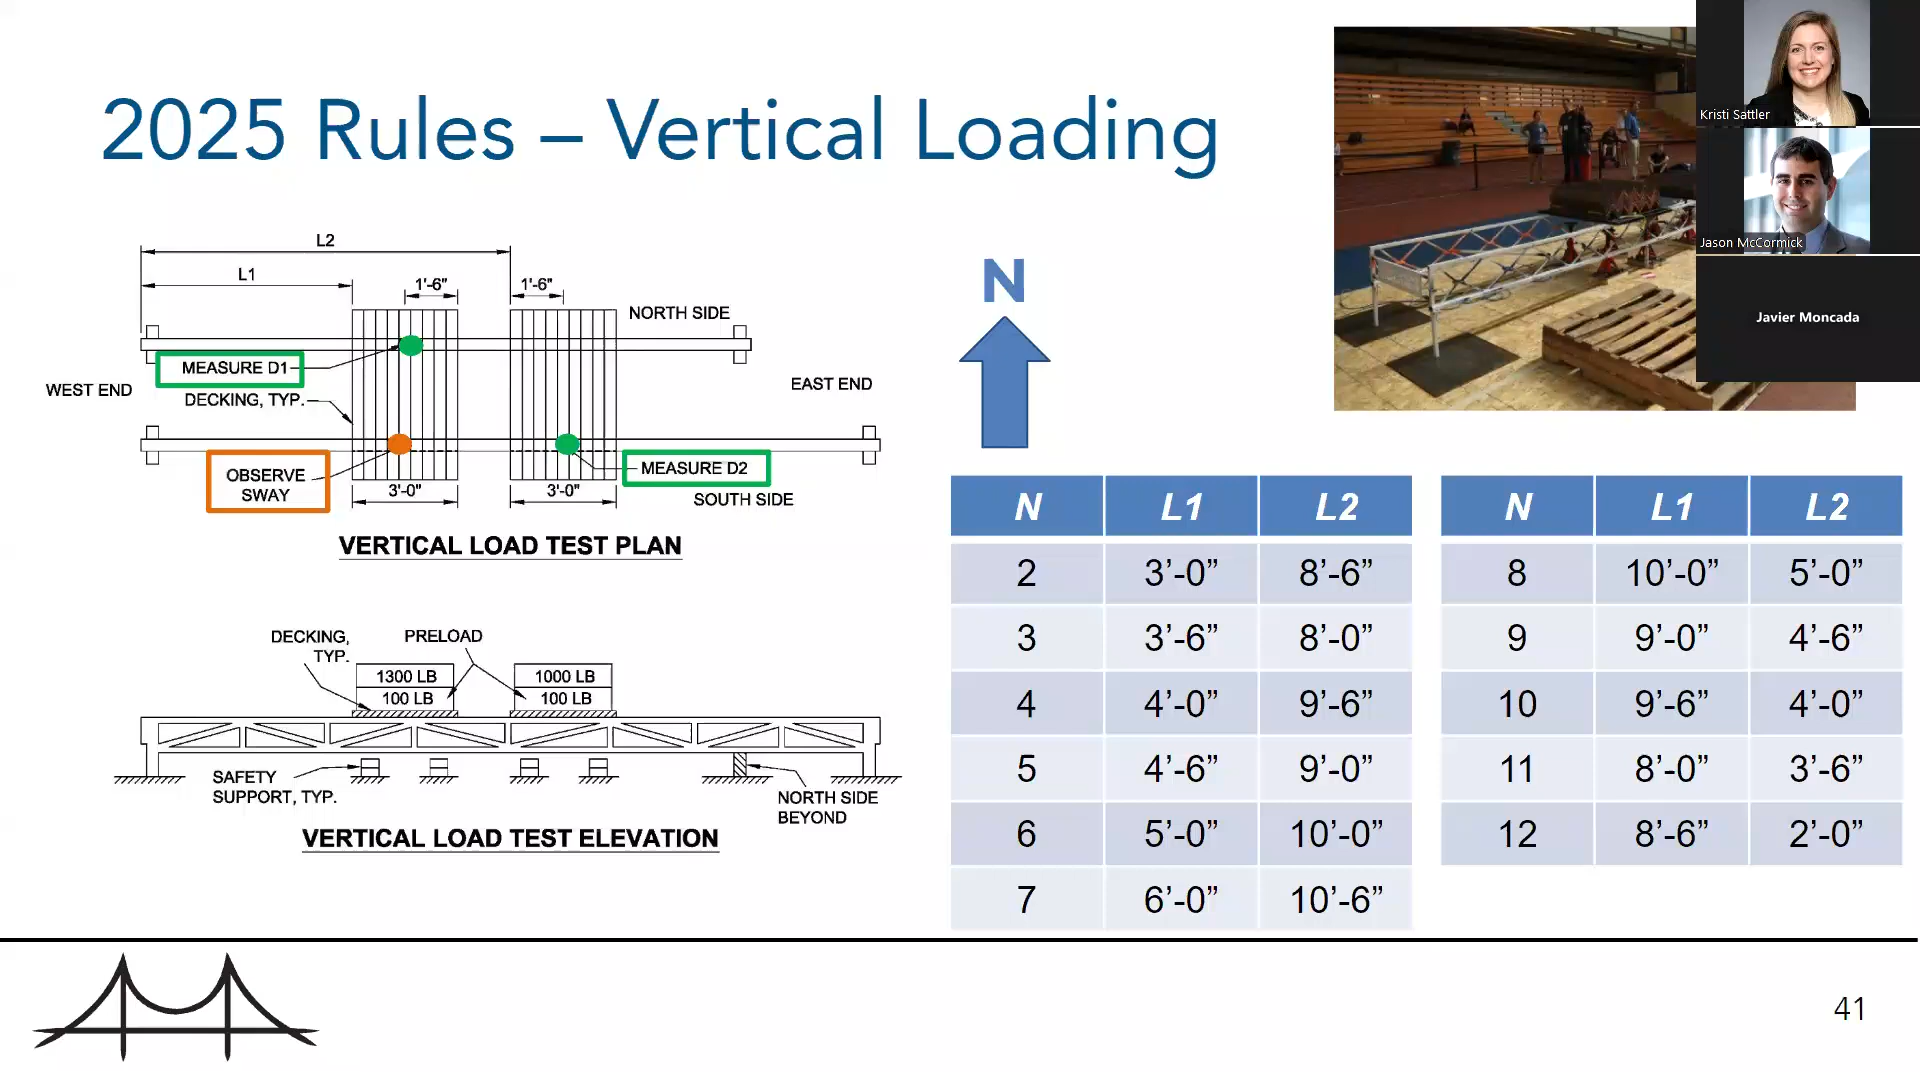 2025 Rules – Vertical Loading
Kristi Sattler
Jason McCormick
Javier Moncada
L2
L1
1'-6"
1'-6"
NORTH SIDE
MEASURE D1
WEST END
EAST END
DECKING, TYP.
OBSERVE
SWAY
MEASURE D2
3'-0"
3'-0"
SOUTH SIDE
VERTICAL LOAD TEST PLAN
DECKING,
TYP.
PRELOAD
1300 LB
1000 LB
100 LB
100 LB
SAFETY
SUPPORT, TYP.
NORTH SIDE
BEYOND
VERTICAL LOAD TEST ELEVATION
N
N L1 L2
2 3’-0” 8’-6”
3 3’-6” 8’-0”
4 4’-0” 9’-6”
5 4’-6” 9’-0”
6 5’-0” 10’-0”
7 6’-0” 10’-6”
N L1 L2
8 10’-0” 5’-0”
9 9’-0” 4’-6”
10 9’-6” 4’-0”
11 8’-0” 3’-6”
12 8’-6” 2’-0”
41